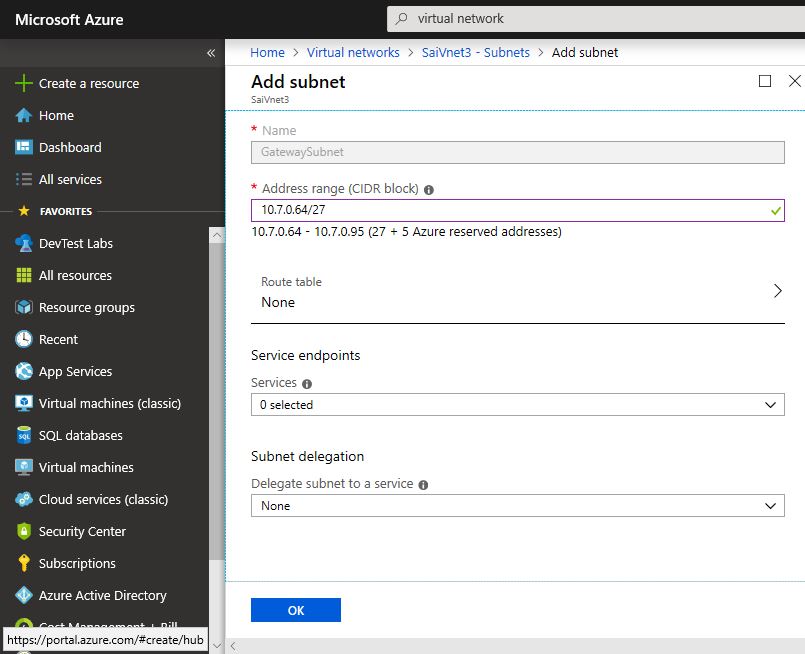 Microsoft Azure
virtual network
«
Home > Virtual networks > SaiVnet3 - Subnets > Add subnet
Create a resource
Home
Dashboard
All services
FAVORITES
DevTest Labs
All resources
Resource groups
Recent
App Services
Virtual machines (classic)
SQL databases
Virtual machines
Cloud services (classic)
Security Center
Subscriptions
Azure Active Directory
Cost Management + Bill
https://portal.azure.com/#create/hub
Add subnet
SaiVnet3
* Name
GatewaySubnet
* Address range (CIDR block)
10.7.0.64/27
10.7.0.64 - 10.7.0.95 (27 + 5 Azure reserved addresses)
Route table
None
Service endpoints
Services
0 selected
Subnet delegation
Delegate subnet to a service
None
OK